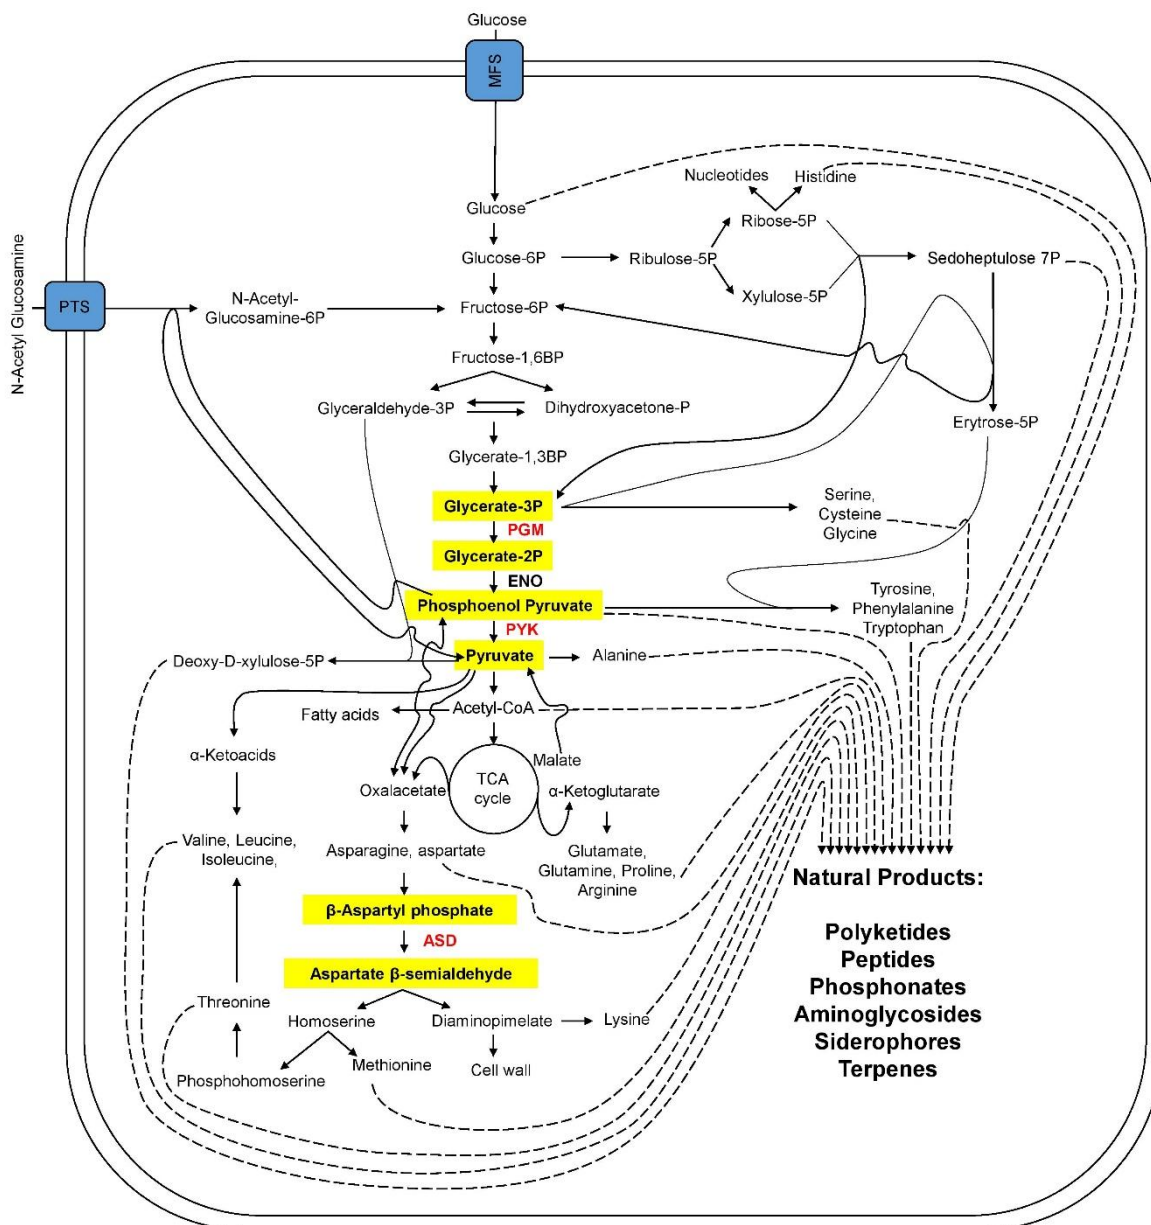 Glucose
MFS
Nucleotides
Histidine
Glucose
Ribose-5P
Glucose-6P
Ribulose-5P
Sedoheptulose 7P
N-Acetyl Glucosamine
PTS
N-Acetyl-
Glucosamine-6P
Fructose-6P
Xylulose-5P
Fructose-1,6BP
Glyceraldehyde-3P
Dihydroxyacetone-P
Erytrose-5P
Glycerate-1,3BP
Glycerate-3P
Serine,
Cysteine
Glycine
PGM
Glycerate-2P
ENO
Phosphoenol Pyruvate
Tyrosine,
Phenylalanine
Tryptophan
PYK
Deoxy-D-xylulose-5P
Pyruvate
Alanine
Fatty acids
Acetyl-CoA
α-Ketoacids
Malate
TCA
cycle
Oxalacetate
α-Ketoglutarate
Valine, Leucine,
Isoleucine,
Asparagine, aspartate
Glutamate,
Glutamine, Proline,
Arginine
Natural Products:
β-Aspartyl phosphate
ASD
Polyketides
Peptides
Phosphonates
Aminoglycosides
Siderophores
Terpenes
Aspartate β-semialdehyde
Threonine
Homoserine
Diaminopimelate
Lysine
Phosphohomoserine
Methionine
Cell wall